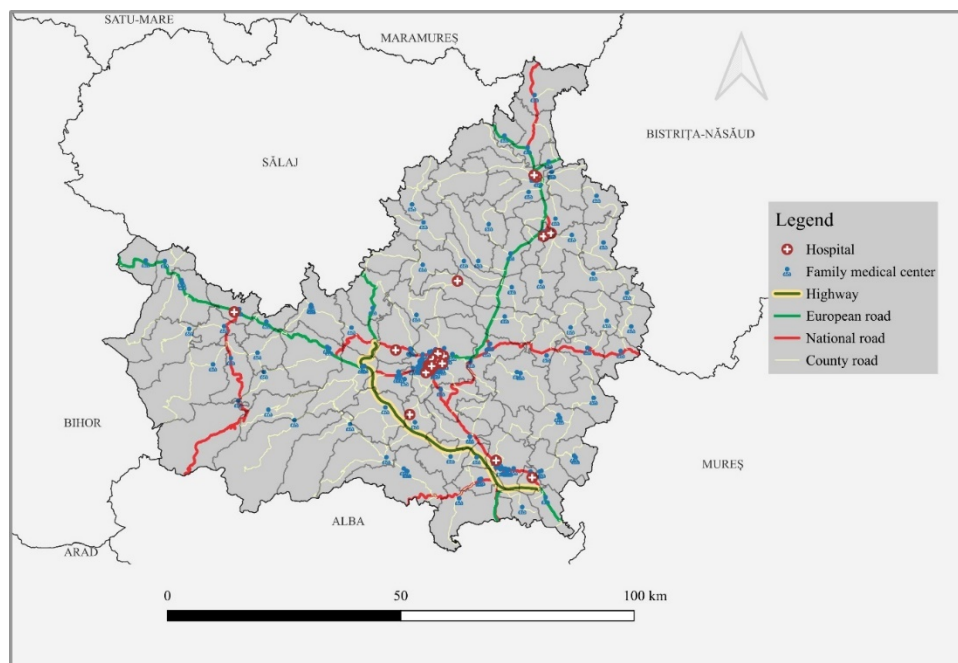 SATU-MARE
MARAMUREȘ
BISTRIȚA-NĂSĂUD
SĂLAJ
Legend
Hospital
Family medical center
Highway
European road
National road
County road
BIHOR
MUREȘ
ALBA
ARAD
0 50 100 km